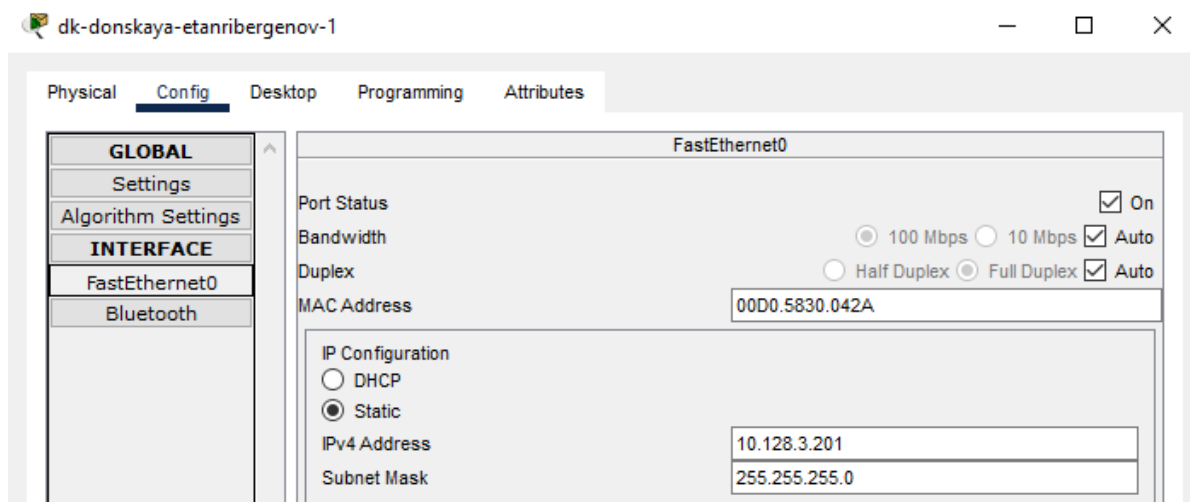 dk-donskaya-etanribergenov-1
Physical Config Desktop Programming Attributes
GLOBAL
Settings
Algorithm Settings
INTERFACE
FastEthernet0
Bluetooth
FastEthernet0
Port Status On
Bandwidth 100 Mbps 10 Mbps Auto
Duplex Half Duplex Full Duplex Auto
MAC Address 00D0.5830.042A
IP Configuration
DHCP
Static
IPv4 Address 10.128.3.201
Subnet Mask 255.255.255.0